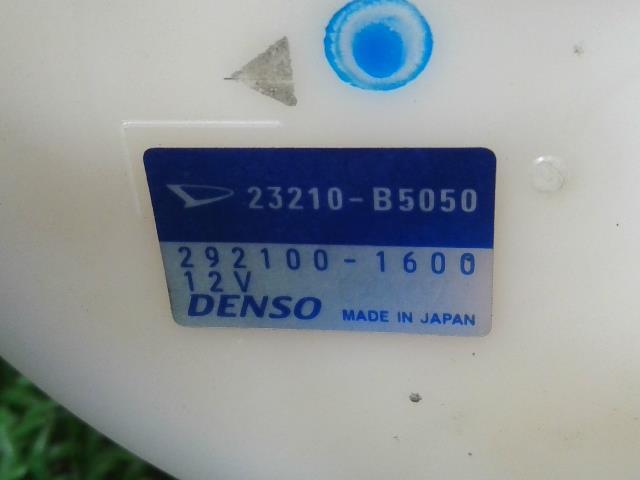 23210-B5050
292100-1600
12V
DENSO MADE IN JAPAN